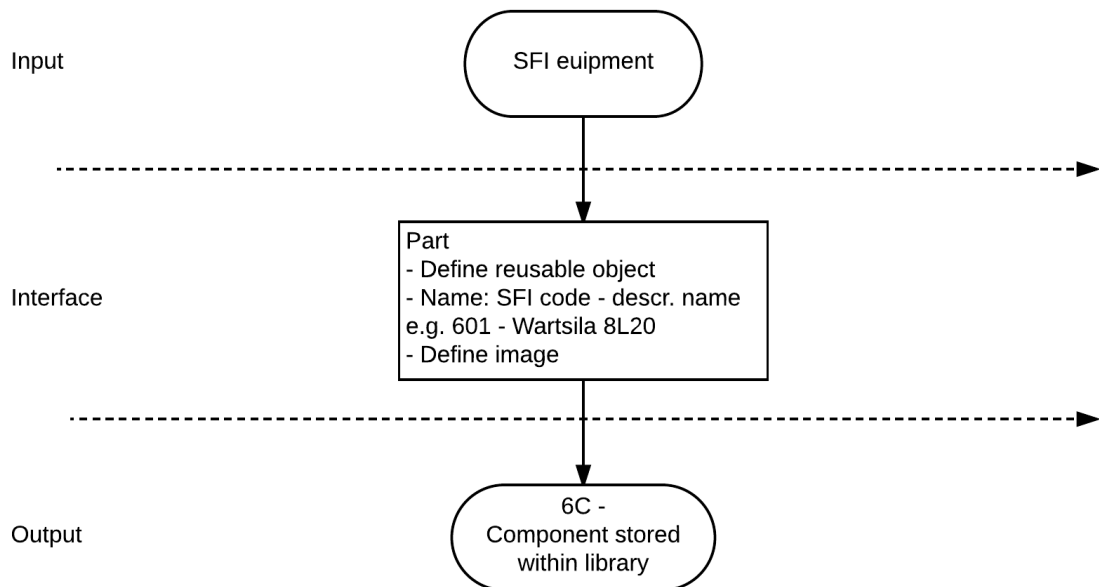 Input
SFI euipment
Interface
Part
- Define reusable object
- Name: SFI code - descr. name
e.g. 601 - Wartsila 8L20
- Define image
Output
6C -
Component stored
within library